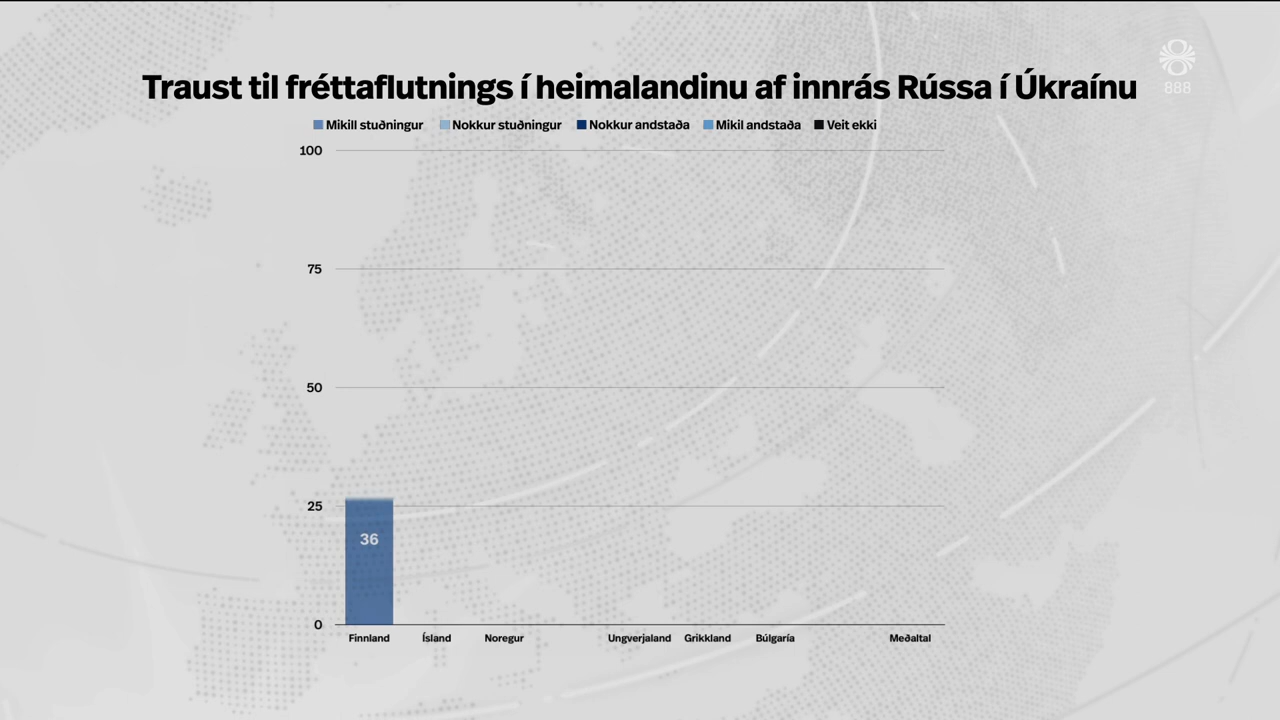 888
Traust til fréttaflutnings í heimalandinu af innrás Rússa í Úkraínu
Mikill stuðningur Nokkur stuðningur Nokkur andstaða Mikil andstaða Veit ekki
100
75
50
25
36
0
Finnland Ísland Noregur Ungverjaland Grikkland Búlgaría Meðaltal